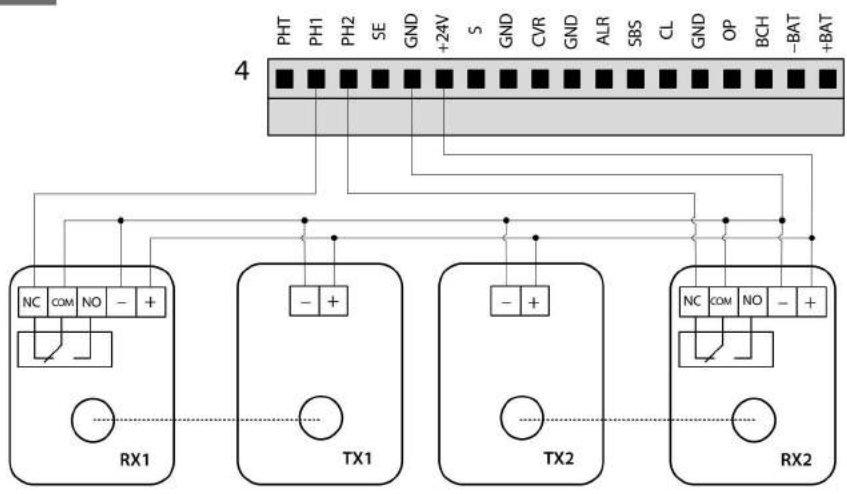 PHT PH1 PH2 SE GND +24V S GND CVR GND ALR SBS CL GND OP BCH –BAT +BAT
4
NC COM NO – +
– +
– +
NC COM NO – +
RX1
TX1
TX2
RX2